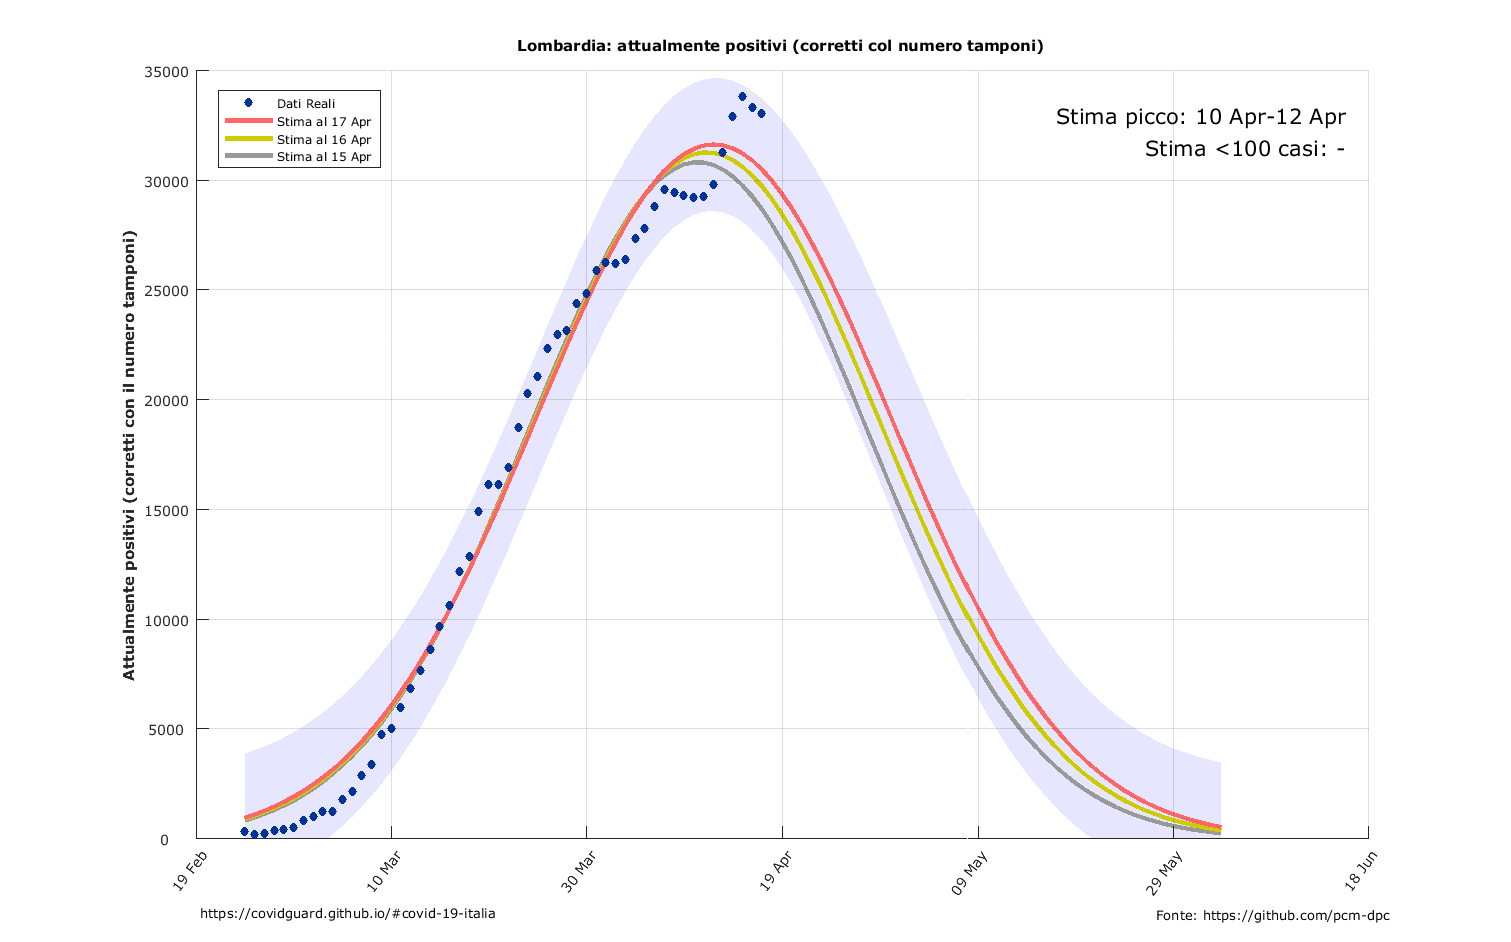 Lombardia: attualmente positivi (corretti col numero tamponi)
35000
30000
25000
20000
15000
10000
5000
0
Attualmente positivi (corretti con il numero tamponi)
Dati Reali
Stima al 17 Apr
Stima al 16 Apr
Stima al 15 Apr
Stima picco: 10 Apr-12 Apr
Stima <100 casi: -
19 Feb
10 Mar
30 Mar
19 Apr
09 May
29 May
18 Jun
https://covidguard.github.io/#covid-19-italia
Fonte: https://github.com/pcm-dpc